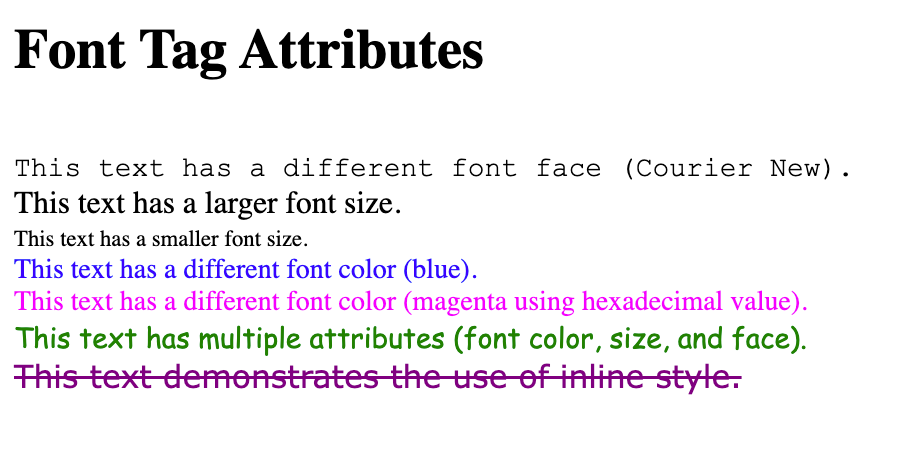 Font Tag Attributes
This text has a different font face (Courier New).
This text has a larger font size.
This text has a smaller font size.
This text has a different font color (blue).
This text has a different font color (magenta using hexadecimal value).
This text has multiple attributes (font color, size, and face).
This text demonstrates the use of inline style.